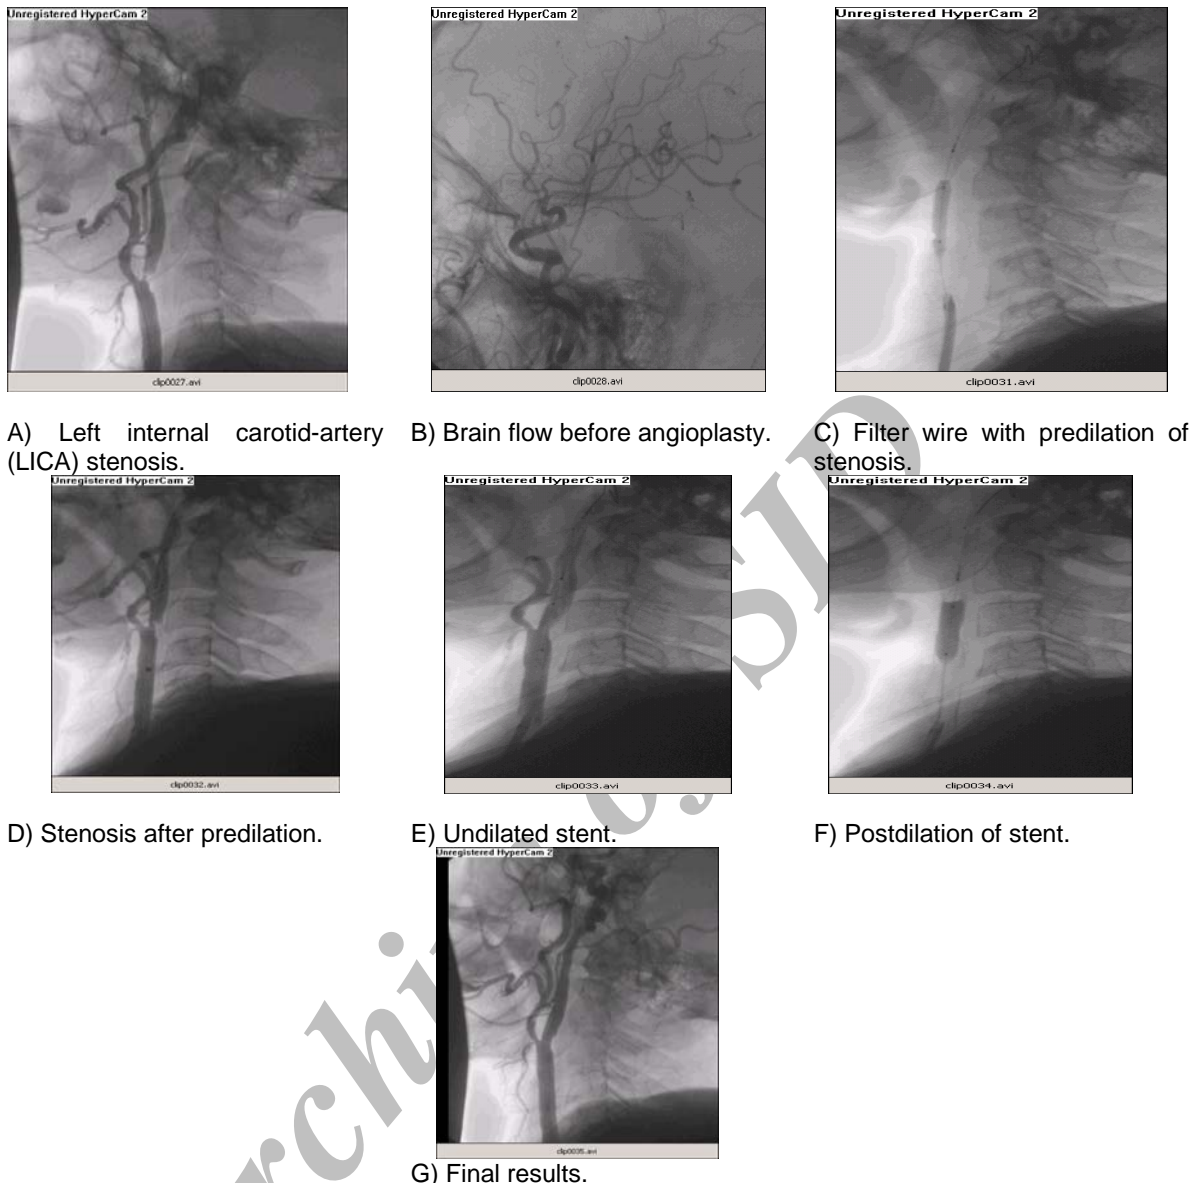 Unregistered HyperCam 2
Unregistered HyperCam 2
Unregistered HyperCam 2
clip0027.avi
clip0028.avi
clip0031.avi
A) Left internal carotid-artery
(LICA) stenosis.
B) Brain flow before angioplasty.
C) Filter wire with predilation of
stenosis.
Unregistered HyperCam 2
Unregistered HyperCam 2
Unregistered HyperCam 2
clip0032.avi
clip0033.avi
clip0034.avi
D) Stenosis after predilation.
E) Undilated stent.
F) Postdilation of stent.
Unregistered HyperCam 2
clip0035.avi
G) Final results.